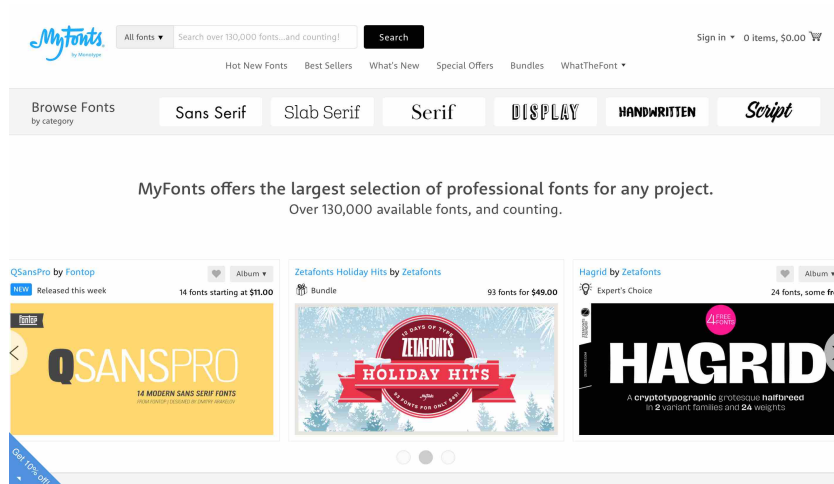 MyFonts
by Monotype
All fonts ▼
Search over 130,000 fonts...and counting!
Search
Sign in ▼
0 items, $0.00
Hot New Fonts Best Sellers What's New Special Offers Bundles WhatTheFont ▼
Browse Fonts
by category
Sans Serif Slab Serif Serif DISPLAY HANDWRITTEN Script
MyFonts offers the largest selection of professional fonts for any project.
Over 130,000 available fonts, and counting.
QSansPro by Fontop
Album ▼
NEW Released this week
14 fonts starting at $11.00
fontop
QSANSPRO
14 MODERN SANS SERIF FONTS
Zetafonts Holiday Hits by Zetafonts
Bundle
93 fonts for $49.00
12 DAYS OF TYPE
ZETAFONTS
HOLIDAY HITS
MyFonts
93 FONTS FOR ONLY $49!
Hagrid by Zetafonts
Album ▼
Expert's Choice
24 fonts, some fr
4 FREE
FONTS
HAGRID
A cryptotypographic grotesque halfbreed
in 2 variant families and 24 weights
Get 10% off!